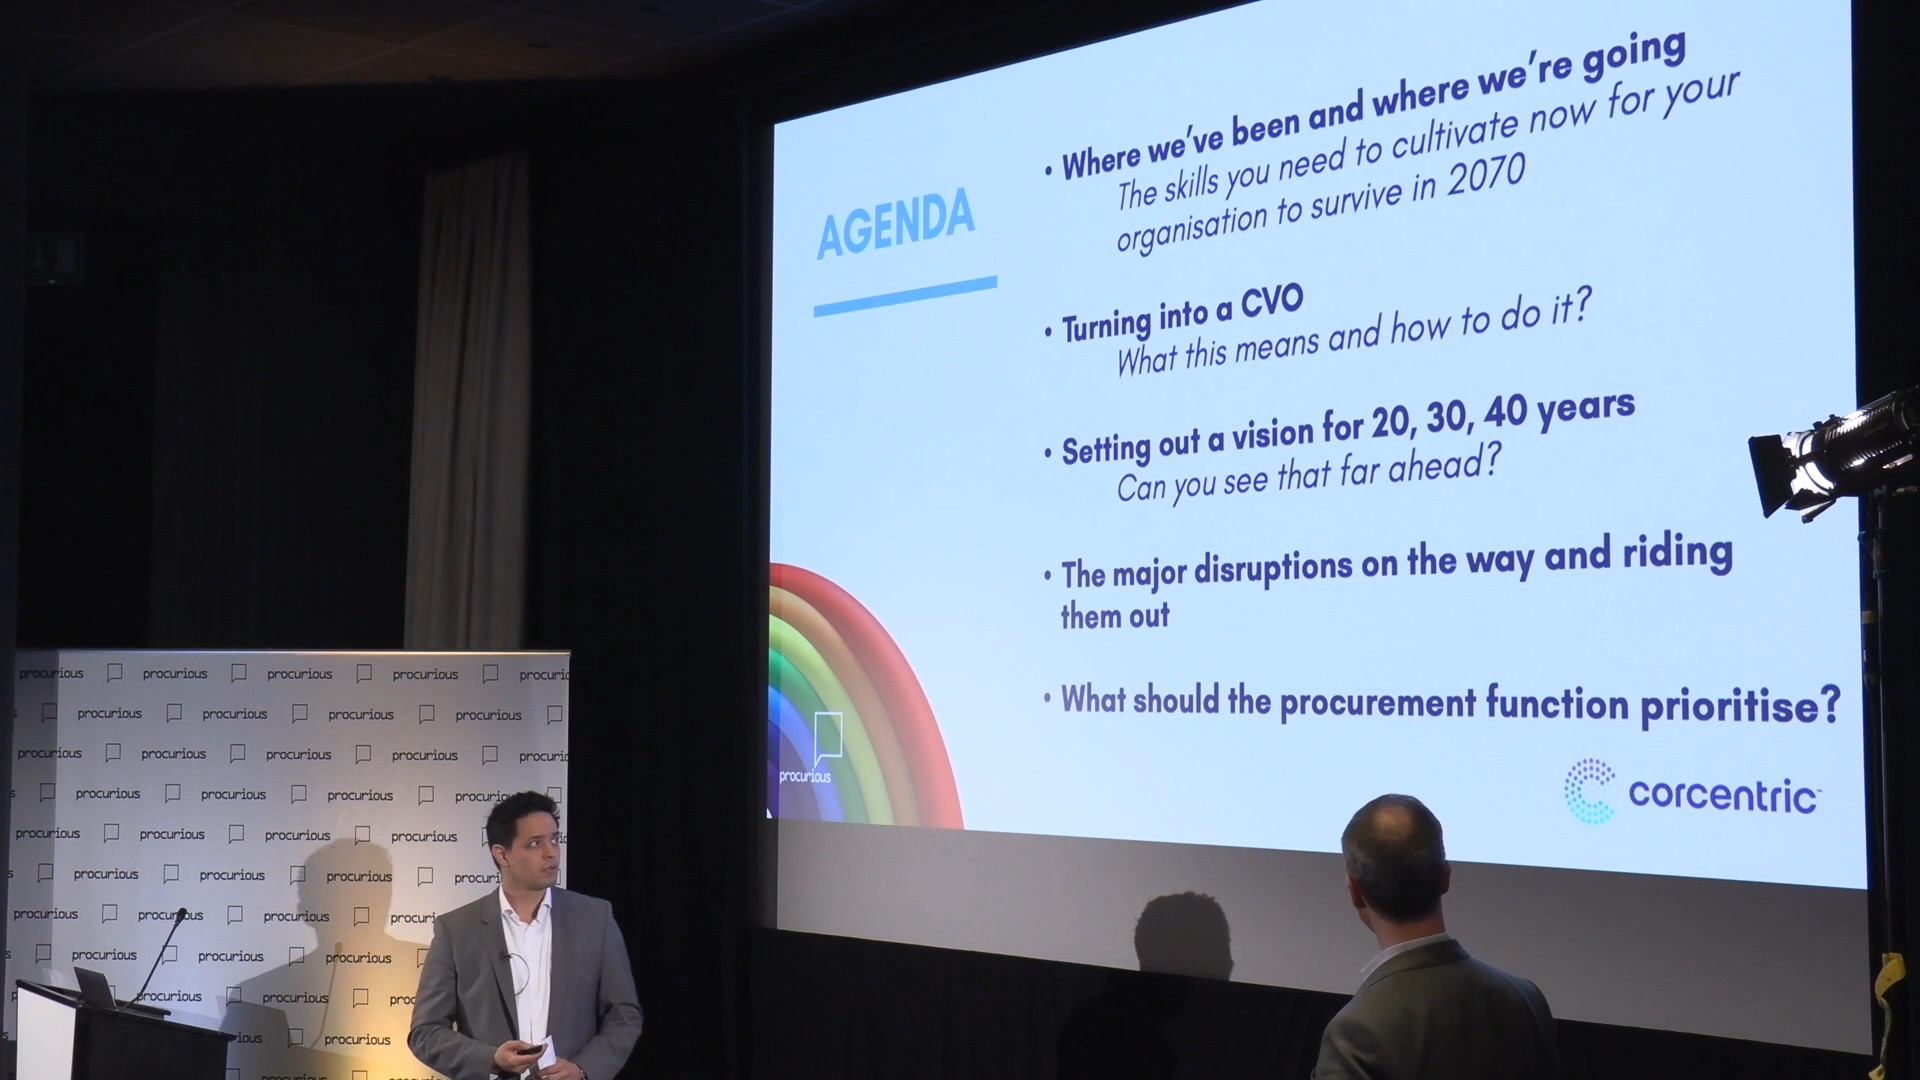 AGENDA
• Where we've been and where we're going
The skills you need to cultivate now for your
organisation to survive in 2070
• Turning into a CVO
What this means and how to do it?
• Setting out a vision for 20, 30, 40 years
Can you see that far ahead?
• The major disruptions on the way and riding
them out
• What should the procurement function prioritise?
procurious
corcentric
procurious procurious procurious procurious
procurious procurious procurious procurious
procurious procurious procurious procurious
procurious procurious procurious procurious
procurious procurious procurious
procurious procurious procurious
procurious procurious procurious
procurious procurious procurious
procurious procurious
procurious